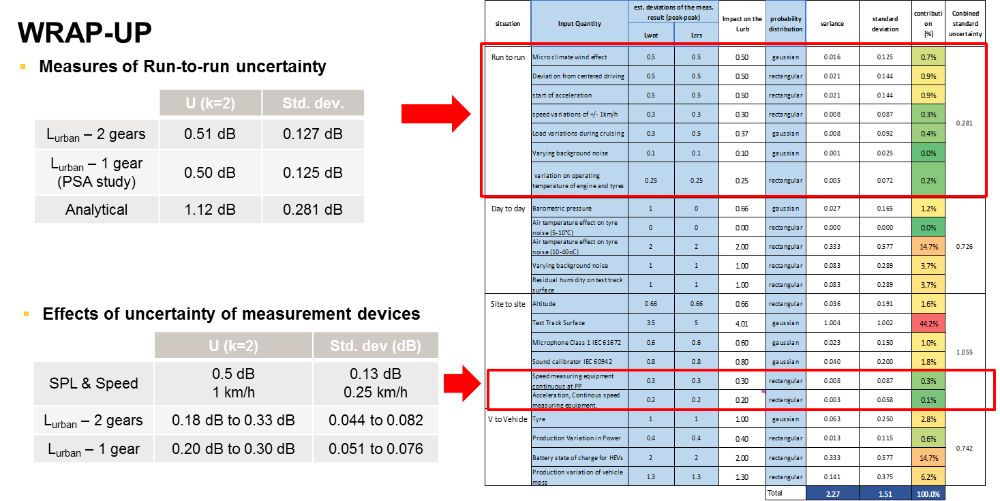 WRAP-UP
▪ Measures of Run-to-run uncertainty
U (k=2) Std. dev.
Lurban – 2 gears 0.51 dB 0.127 dB
Lurban – 1 gear
(PSA study) 0.50 dB 0.125 dB
Analytical 1.12 dB 0.281 dB
▪ Effects of uncertainty of measurement devices
U (k=2) Std. dev (dB)
SPL & Speed 0.5 dB 0.13 dB
1 km/h 0.25 km/h
Lurban – 2 gears 0.18 dB to 0.33 dB 0.044 to 0.082
Lurban – 1 gear 0.20 dB to 0.30 dB 0.051 to 0.076
situation Input Quantity est. deviations of the meas.
result (peak-peak) Impact on the
Lurb probability
distribution variance standard
deviation contributi
on
[%] Conbined
standard
uncertainty
Lwot Lcrs
Run to run Micro climate wind effect 0.5 0.5 0.50 gaussian 0.016 0.125 0.7%
Deviation from centered driving 0.5 0.5 0.50 rectangular 0.021 0.144 0.9%
start of acceleration 0.5 0.5 0.50 rectangular 0.021 0.144 0.9%
speed variations of +/- 1km/h 0.3 0.3 0.30 rectangular 0.008 0.087 0.3%
0.281
Load variations during cruising 0.3 0.5 0.37 gaussian 0.008 0.092 0.4%
Varying background noise 0.1 0.1 0.10 gaussian 0.001 0.025 0.0%
variation on operating
temperature of engine and tyres 0.25 0.25 0.25 rectangular 0.005 0.072 0.2%
Day to day Barometric pressure 1 0 0.66 gaussian 0.027 0.165 1.2%
Air temperature effect on tyre
noise (5-10°C) 0 0 0.00 rectangular 0.000 0.000 0.0%
Air temperature effect on tyre
noise (10-40oC) 2 2 2.00 rectangular 0.333 0.577 14.7% 0.726
Varying background noise 1 1 1.00 rectangular 0.083 0.289 3.7%
Residual humidity on test track
surface 1 1 1.00 rectangular 0.083 0.289 3.7%
Site to site Altitude 0.66 0.66 0.66 rectangular 0.036 0.191 1.6%
Test Track Surface 3.5 5 4.01 gaussian 1.004 1.002 44.2%
Microphone Class 1 IEC 61672 0.6 0.6 0.60 gaussian 0.023 0.150 1.0%
1.055
Sound calibrator IEC 60942 0.8 0.8 0.80 gaussian 0.040 0.200 1.8%
Speed measuring equipment
continuous at PP 0.3 0.3 0.30 rectangular 0.008 0.087 0.3%
Acceleration, Continous speed
measuring equipment, 0.2 0.2 0.20 rectangular 0.003 0.058 0.1%
V to Vehicle Tyre 1 1 1.00 gaussian 0.063 0.250 2.8%
Production Variation in Power 0.4 0.4 0.40 rectangular 0.013 0.115 0.6%
0.742
Battery state of charge for HEVs 2 2 2.00 rectangular 0.333 0.577 14.7%
Production variation of vehicle
mass 1.3 1.3 1.30 rectangular 0.141 0.375 6.2%
Total 2.27 1.51 100.0%